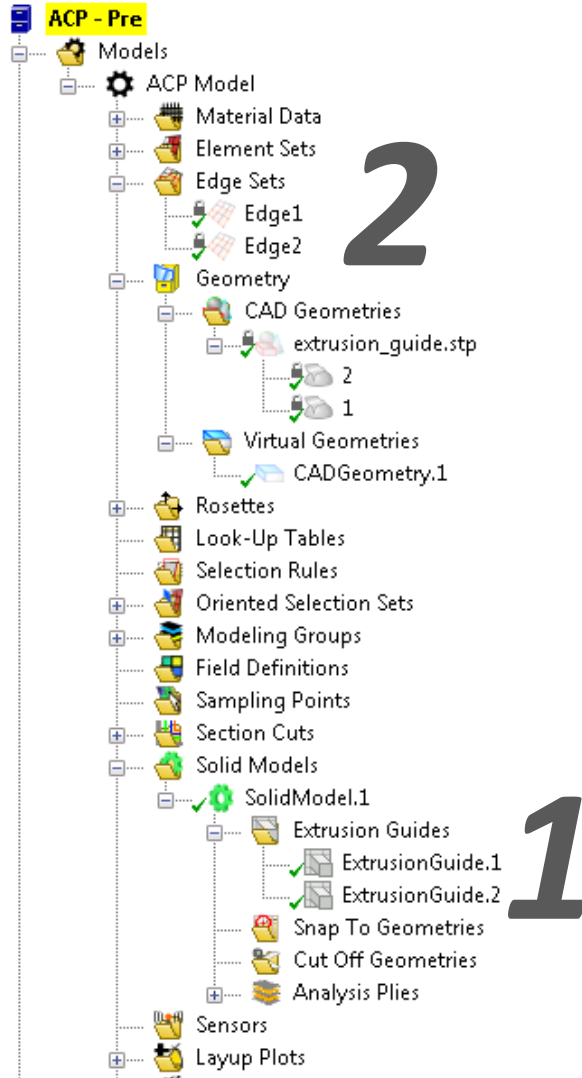 ACP - Pre
Models
ACP Model
Material Data
Element Sets
Edge Sets
2
Edge1
Edge2
Geometry
CAD Geometries
extrusion_guide.stp
2
1
Virtual Geometries
CADGeometry.1
Rosettes
Look-Up Tables
Selection Rules
Oriented Selection Sets
Modeling Groups
Field Definitions
Sampling Points
Section Cuts
Solid Models
SolidModel.1
Extrusion Guides
1
ExtrusionGuide.1
ExtrusionGuide.2
Snap To Geometries
Cut Off Geometries
Analysis Plies
Sensors
Layup Plots